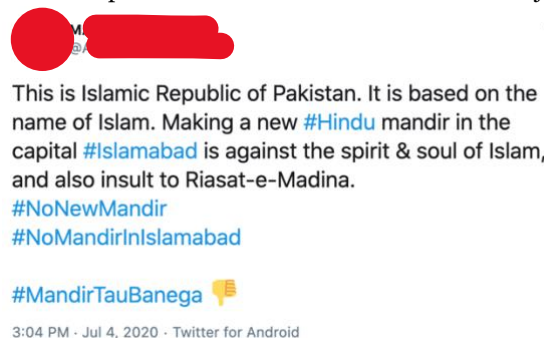 This is Islamic Republic of Pakistan. It is based on the
name of Islam. Making a new #Hindu mandir in the
capital #Islamabad is against the spirit & soul of Islam,
and also insult to Riasat-e-Madina.
#NoNewMandir
#NoMandirInIslamabad
#MandirTauBanega 👎
3:04 PM · Jul 4, 2020 · Twitter for Android